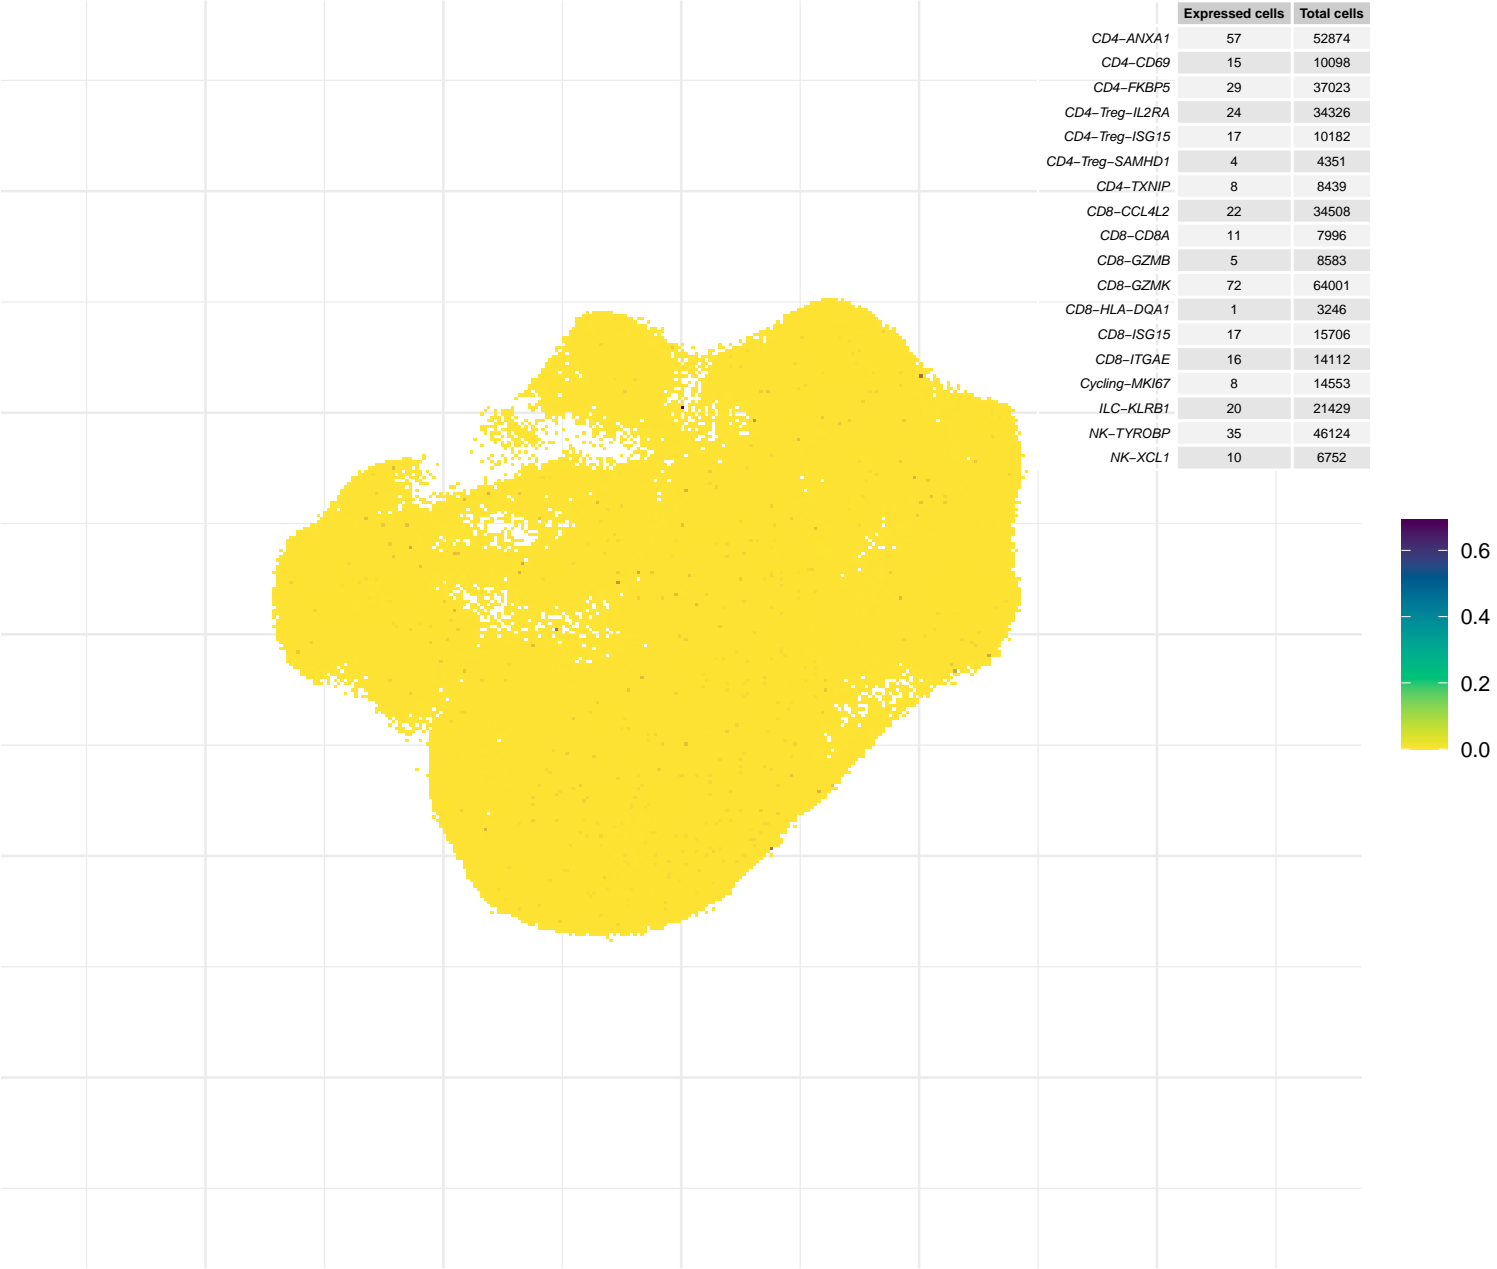 Expressed cells Total cells
CD4−ANXA1 57 52874
CD4−CD69 15 10098
CD4−FKBP5 29 37023
CD4−Treg−IL2RA 24 34326
CD4−Treg−ISG15 17 10182
CD4−Treg−SAMHD1 4 4351
CD4−TXNIP 8 8439
CD8−CCL4L2 22 34508
CD8−CD8A 11 7996
CD8−GZMB 5 8583
CD8−GZMK 72 64001
CD8−HLA−DQA1 1 3246
CD8−ISG15 17 15706
CD8−ITGAE 16 14112
Cycling−MKI67 8 14553
ILC−KLRB1 20 21429
NK−TYROBP 35 46124
NK−XCL1 10 6752
0.6
0.4
0.2
0.0